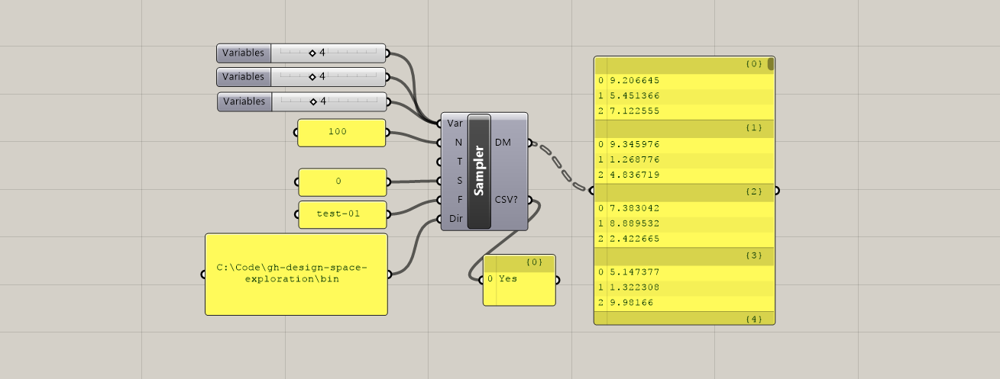 Variables 4
Variables 4
Variables 4
100
0
test-01
C:\Code\gh-design-space-
exploration\bin
Var
N
T
S
F
Dir
Sampler
DM
CSV?
{0}
0 Yes
{0}
0 9.206645
1 5.451366
2 7.122555
{1}
0 9.345976
1 1.268776
2 4.836719
{2}
0 7.383042
1 8.889532
2 2.422665
{3}
0 5.147377
1 1.322308
2 9.98166
{4}